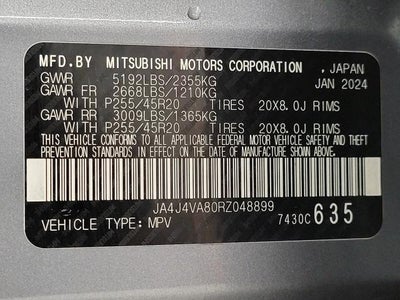 MFD.BY MITSUBISHI MOTORS CORPORATION , JAPAN
GVWR 5192LBS/2355KG JAN 2024
GAWR FR 2668LBS/1210KG
WITH P255/45R20 TIRES 20X8.0J RIMS
GAWR RR 3009LBS/1365KG
WITH P255/45R20 TIRES 20X8.0J RIMS
THIS VEHICLE CONFORMS TO ALL APPLICABLE FEDERAL MOTOR VEHICLE SAFETY AND THEFT
PREVENTION STANDARDS IN EFFECT ON THE DATE OF MANUFACTURE SHOWN ABOVE.
JA4J4VA80RZ048899
VEHICLE TYPE: MPV 7430C 635